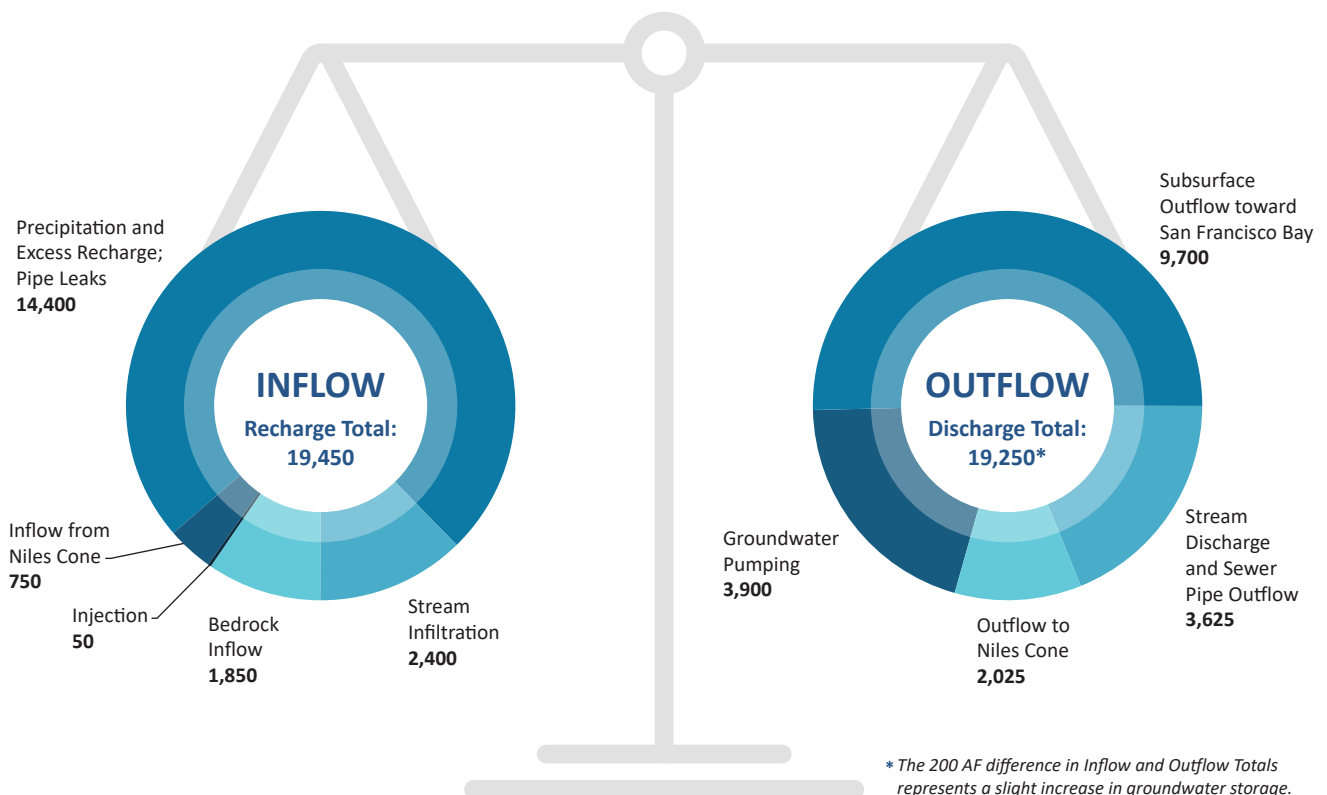 Precipitation and
Excess Recharge;
Pipe Leaks
14,400
INFLOW
Recharge Total:
19,450
Inflow from
Niles Cone
750
Injection
50
Bedrock
Inflow
1,850
Stream
Infiltration
2,400
Subsurface
Outflow toward
San Francisco Bay
9,700
OUTFLOW
Discharge Total:
19,250*
Groundwater
Pumping
3,900
Outflow to
Niles Cone
2,025
Stream
Discharge
and Sewer
Pipe Outflow
3,625
* The 200 AF difference in Inflow and Outflow Totals
represents a slight increase in groundwater storage.